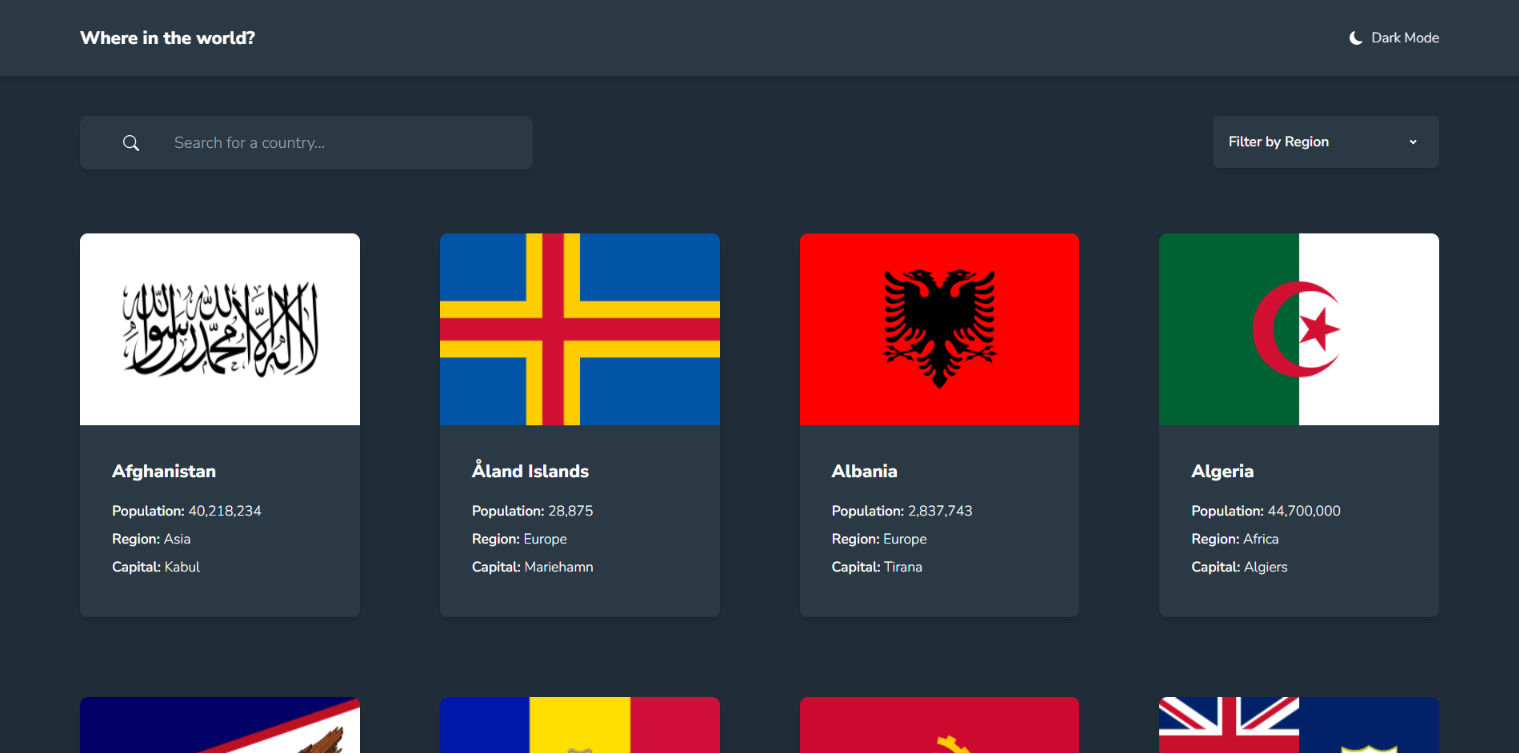 Where in the world?
Dark Mode
Search for a country...
Filter by Region
لا إله إلا الله محمد رسول الله
Afghanistan
Population: 40,218,234
Region: Asia
Capital: Kabul
Åland Islands
Population: 28,875
Region: Europe
Capital: Mariehamn
Albania
Population: 2,837,743
Region: Europe
Capital: Tirana
Algeria
Population: 44,700,000
Region: Africa
Capital: Algiers